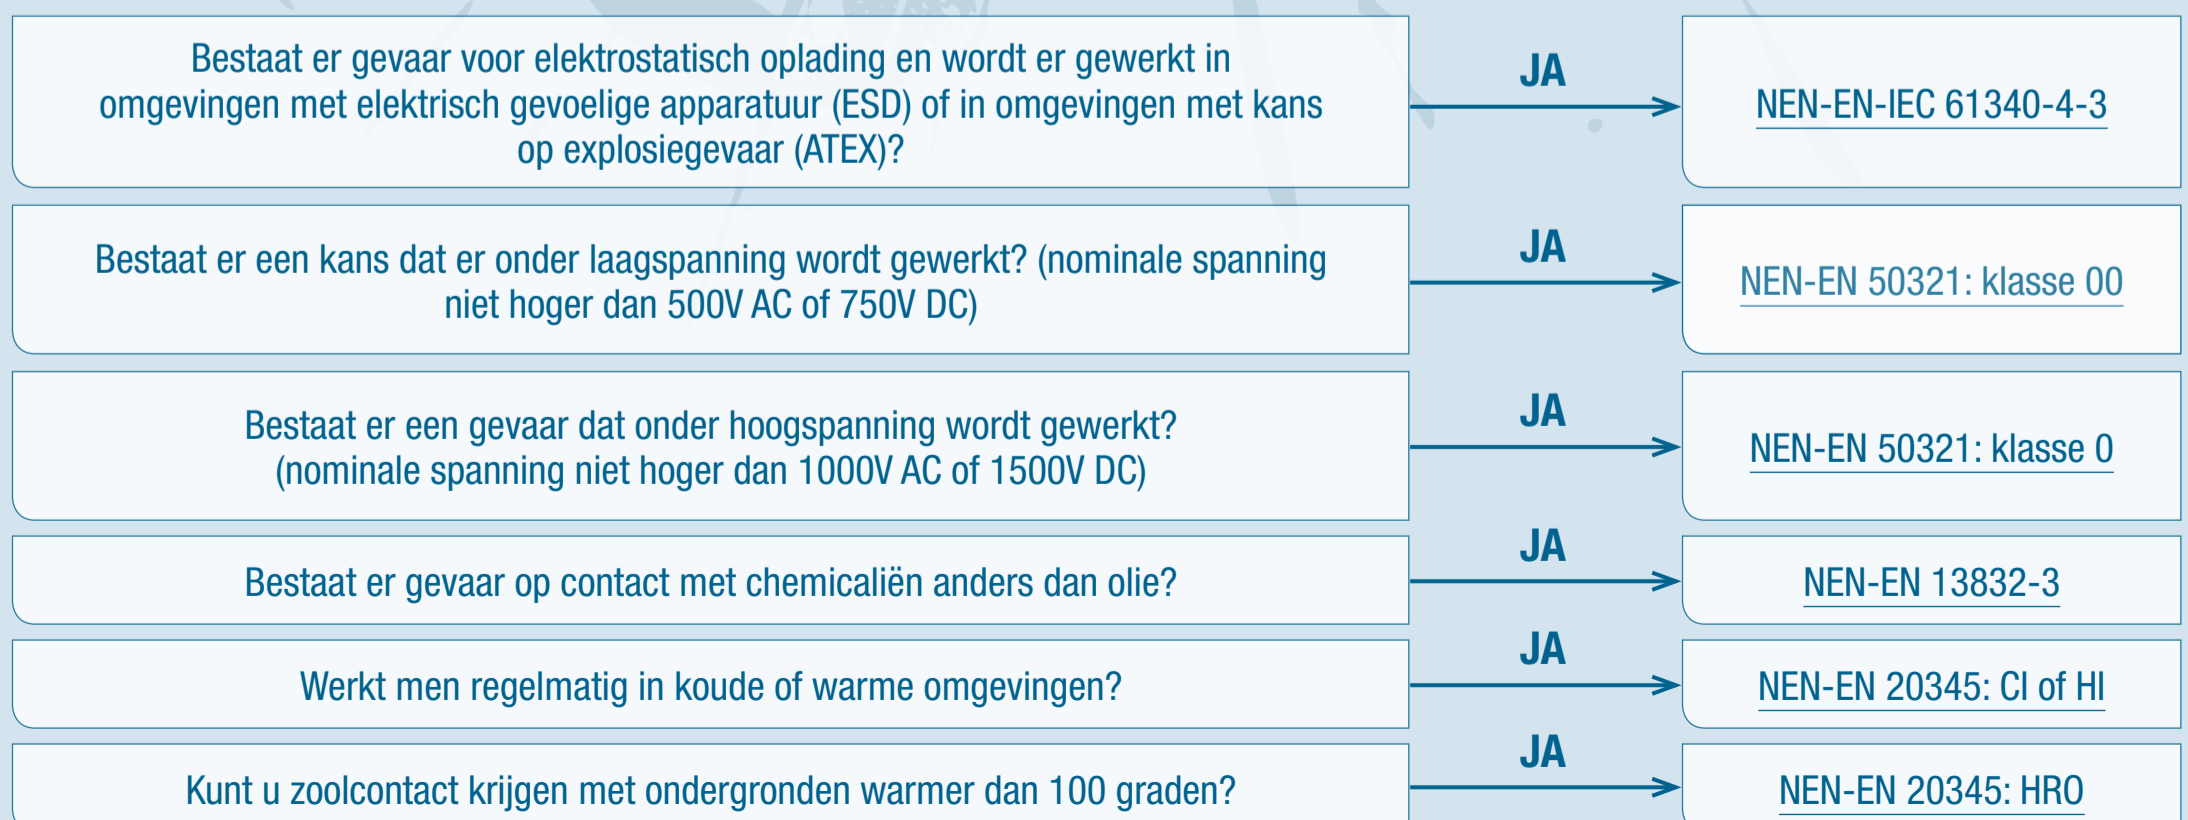 Bestaat er gevaar voor elektrostatisch oplading en wordt er gewerkt in
omgevingen met elektrisch gevoelige apparatuur (ESD) of in omgevingen met kans
op explosiegevaar (ATEX)?
JA
NEN-EN-IEC 61340-4-3
Bestaat er een kans dat er onder laagspanning wordt gewerkt? (nominale spanning
niet hoger dan 500V AC of 750V DC)
JA
NEN-EN 50321: klasse 00
Bestaat er een gevaar dat onder hoogspanning wordt gewerkt?
(nominale spanning niet hoger dan 1000V AC of 1500V DC)
JA
NEN-EN 50321: klasse 0
Bestaat er gevaar op contact met chemicaliën anders dan olie?
JA
NEN-EN 13832-3
Werkt men regelmatig in koude of warme omgevingen?
JA
NEN-EN 20345: CI of HI
Kunt u zoolcontact krijgen met ondergronden warmer dan 100 graden?
JA
NEN-EN 20345: HRO